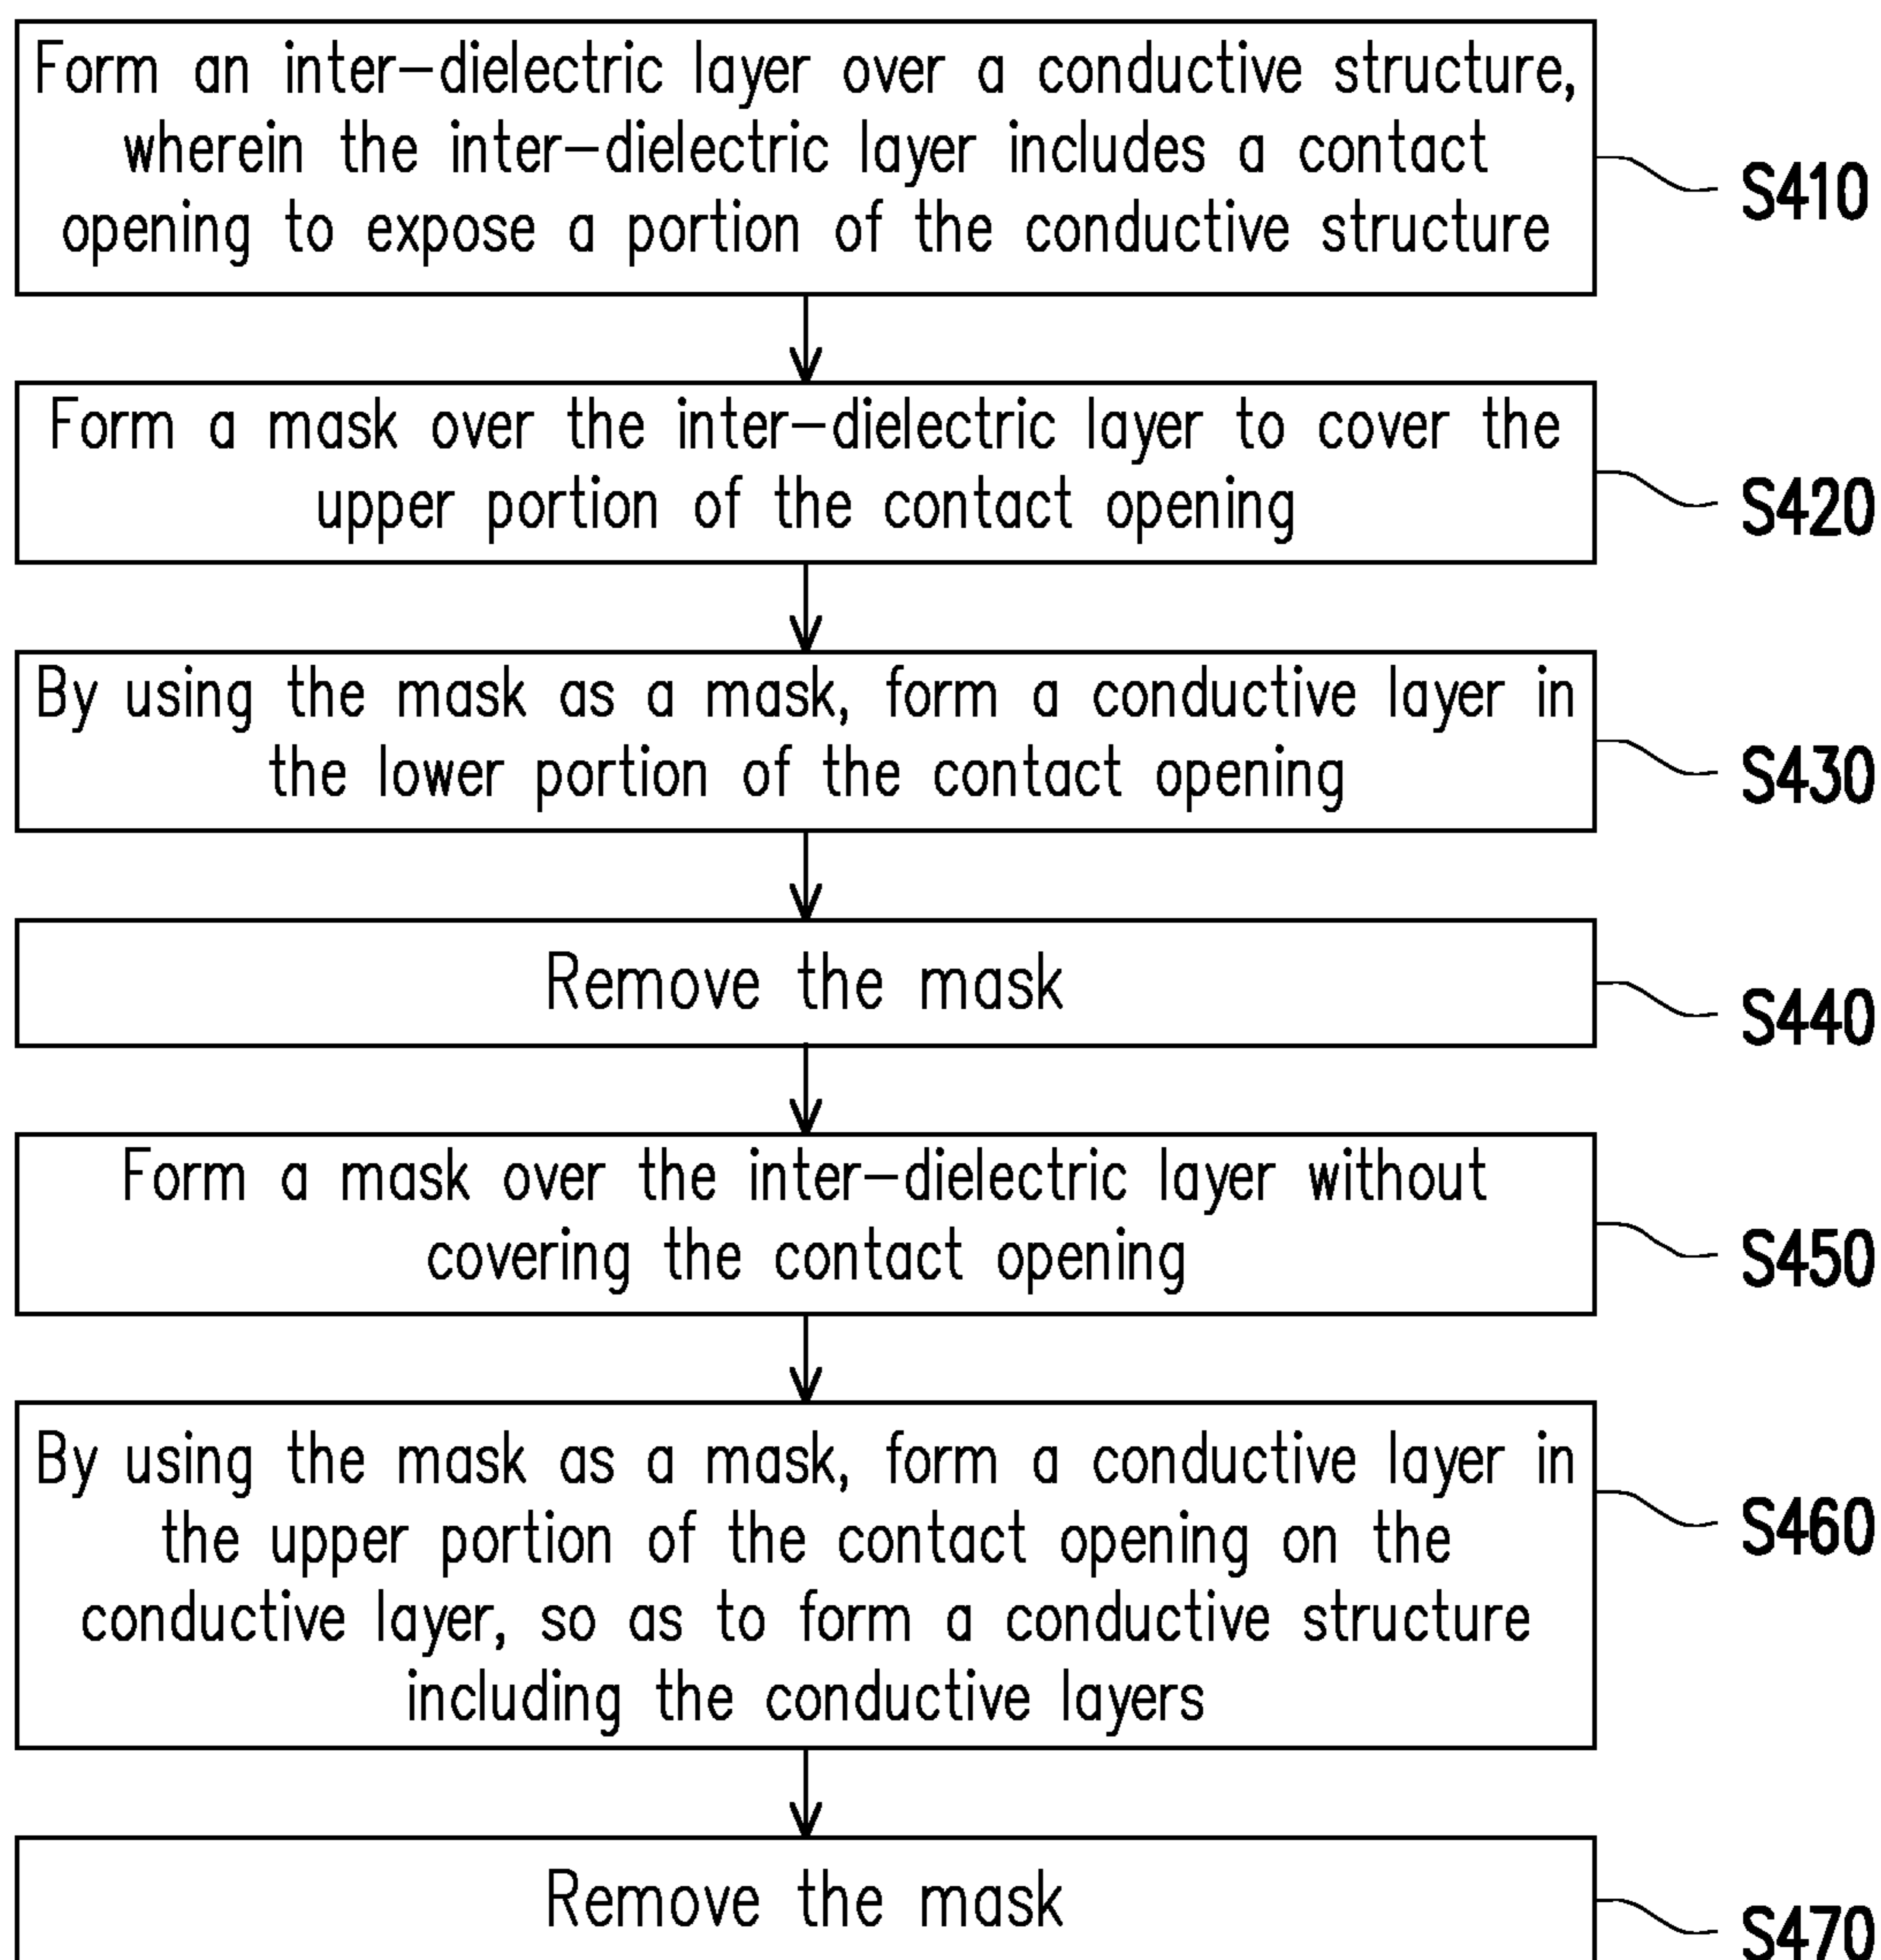 Form an inter-dielectric layer over a conductive structure,
wherein the inter-dielectric layer includes a contact
opening to expose a portion of the conductive structure
S410
Form a mask over the inter-dielectric layer to cover the
upper portion of the contact opening
S420
By using the mask as a mask, form a conductive layer in
the lower portion of the contact opening
S430
Remove the mask
S440
Form a mask over the inter-dielectric layer without
covering the contact opening
S450
By using the mask as a mask, form a conductive layer in
the upper portion of the contact opening on the
conductive layer, so as to form a conductive structure
including the conductive layers
S460
Remove the mask
S470